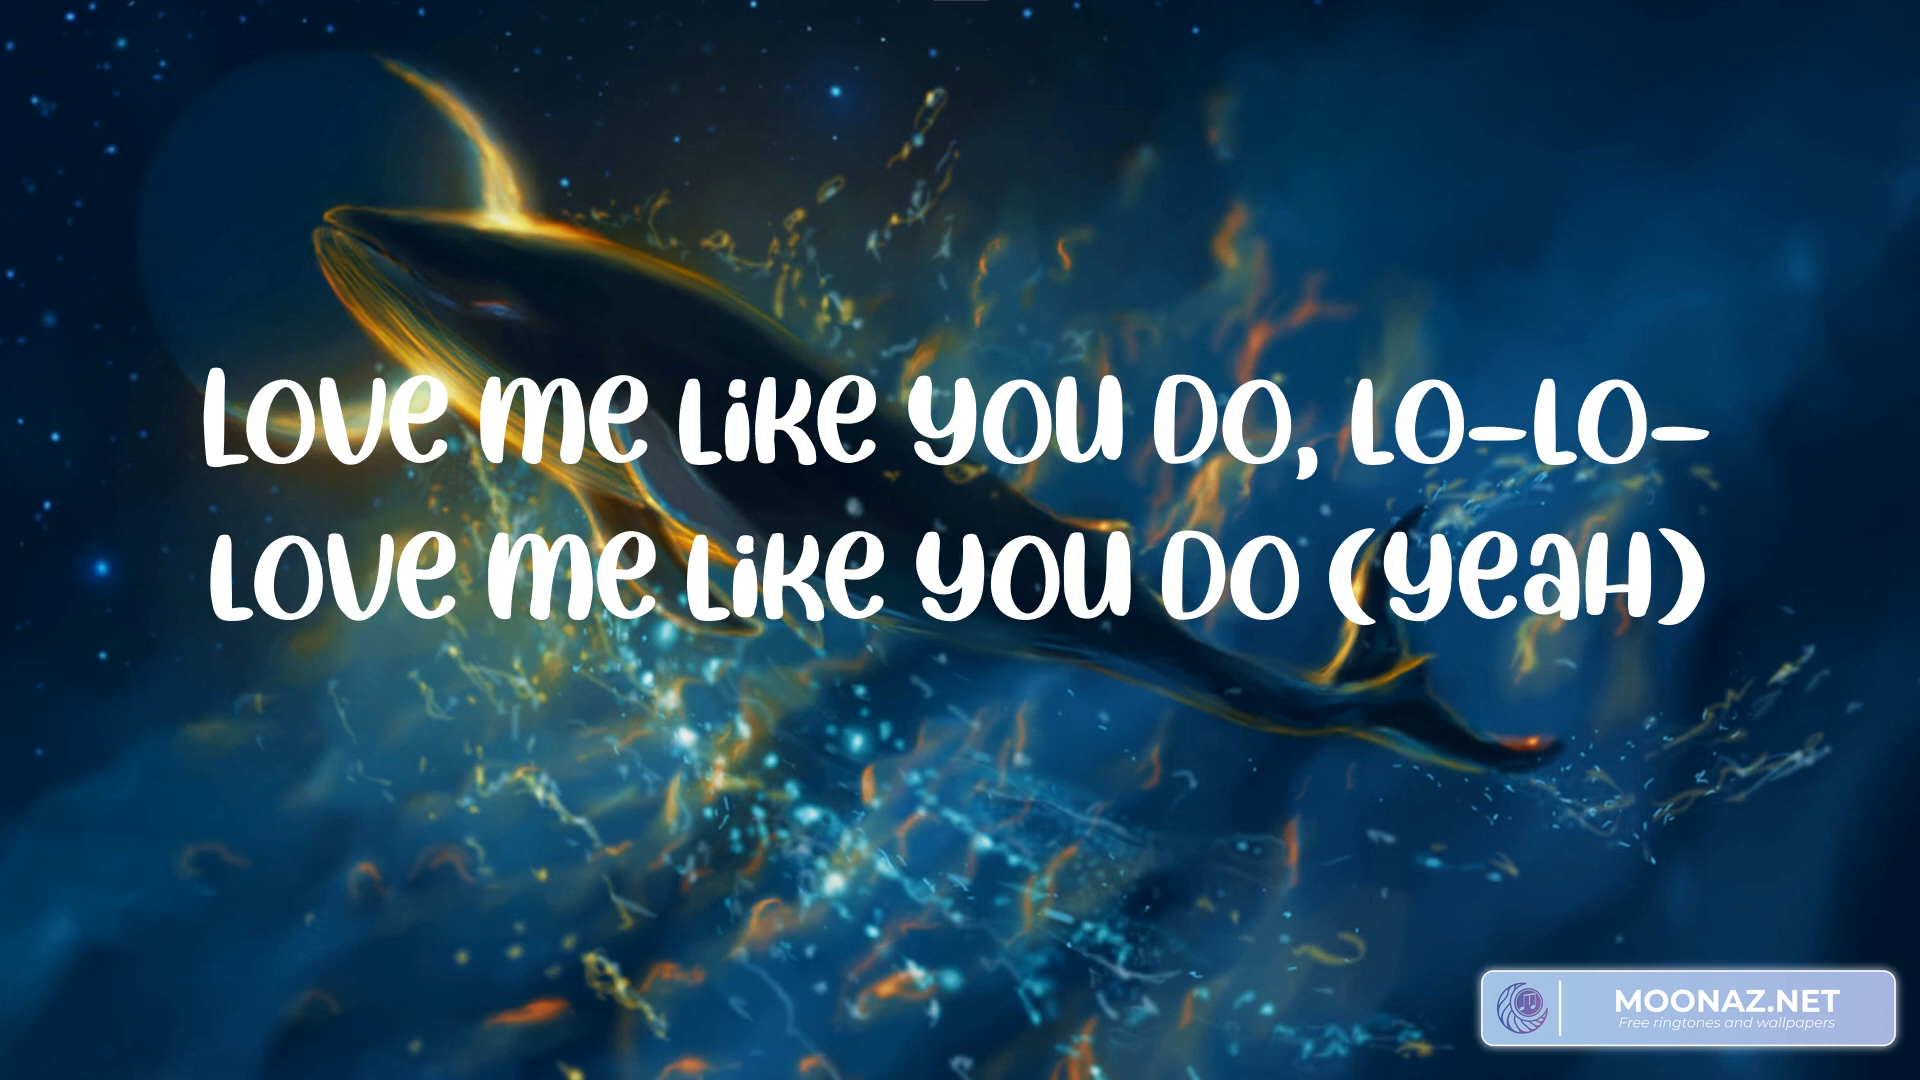 Love me like you do, lo-lo-
love me like you do (yeah)
MOONAZ.NET
Free ringtones and wallpapers